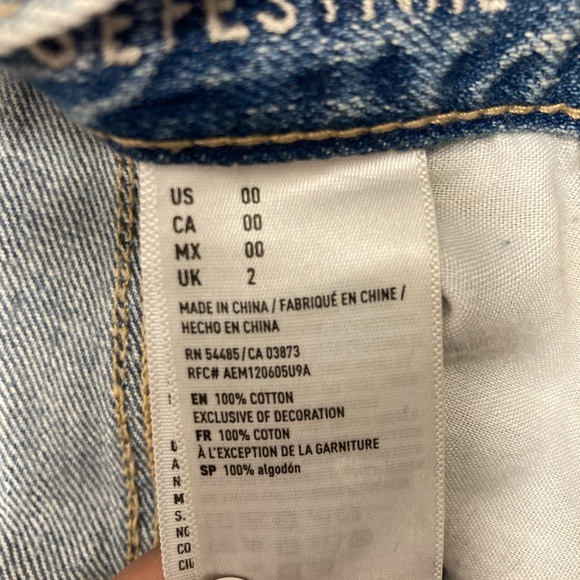 US 00
CA 00
MX 00
UK 2
MADE IN CHINA / FABRIQUÉ EN CHINE /
HECHO EN CHINA
RN 54485/CA 03873
RFC# AEM120605U9A
EN 100% COTTON
EXCLUSIVE OF DECORATION
FR 100% COTON
À L'EXCEPTION DE LA GARNITURE
SP 100% algodón